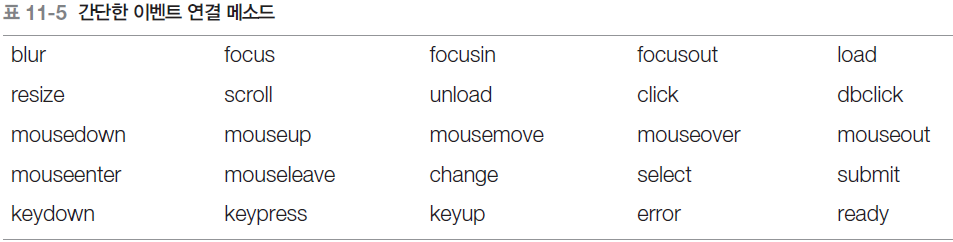 표 11-5 간단한 이벤트 연결 메소드
blur focus focusin focusout load
resize scroll unload click dbclick
mousedown mouseup mousemove mouseover mouseout
mouseenter mouseleave change select submit
keydown keypress keyup error ready